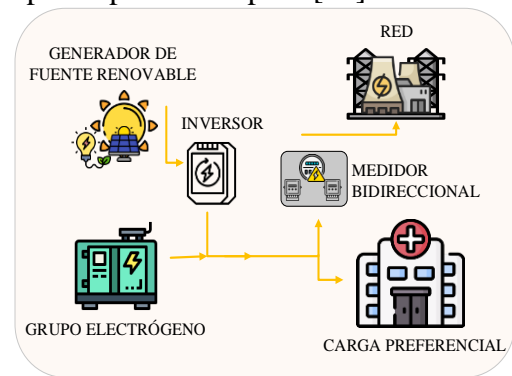 RED
GENERADOR DE
FUENTE RENOVABLE
INVERSOR
MEDIDOR
BIDIRECCIONAL
GRUPO ELECTRÓGENO
CARGA PREFERENCIAL